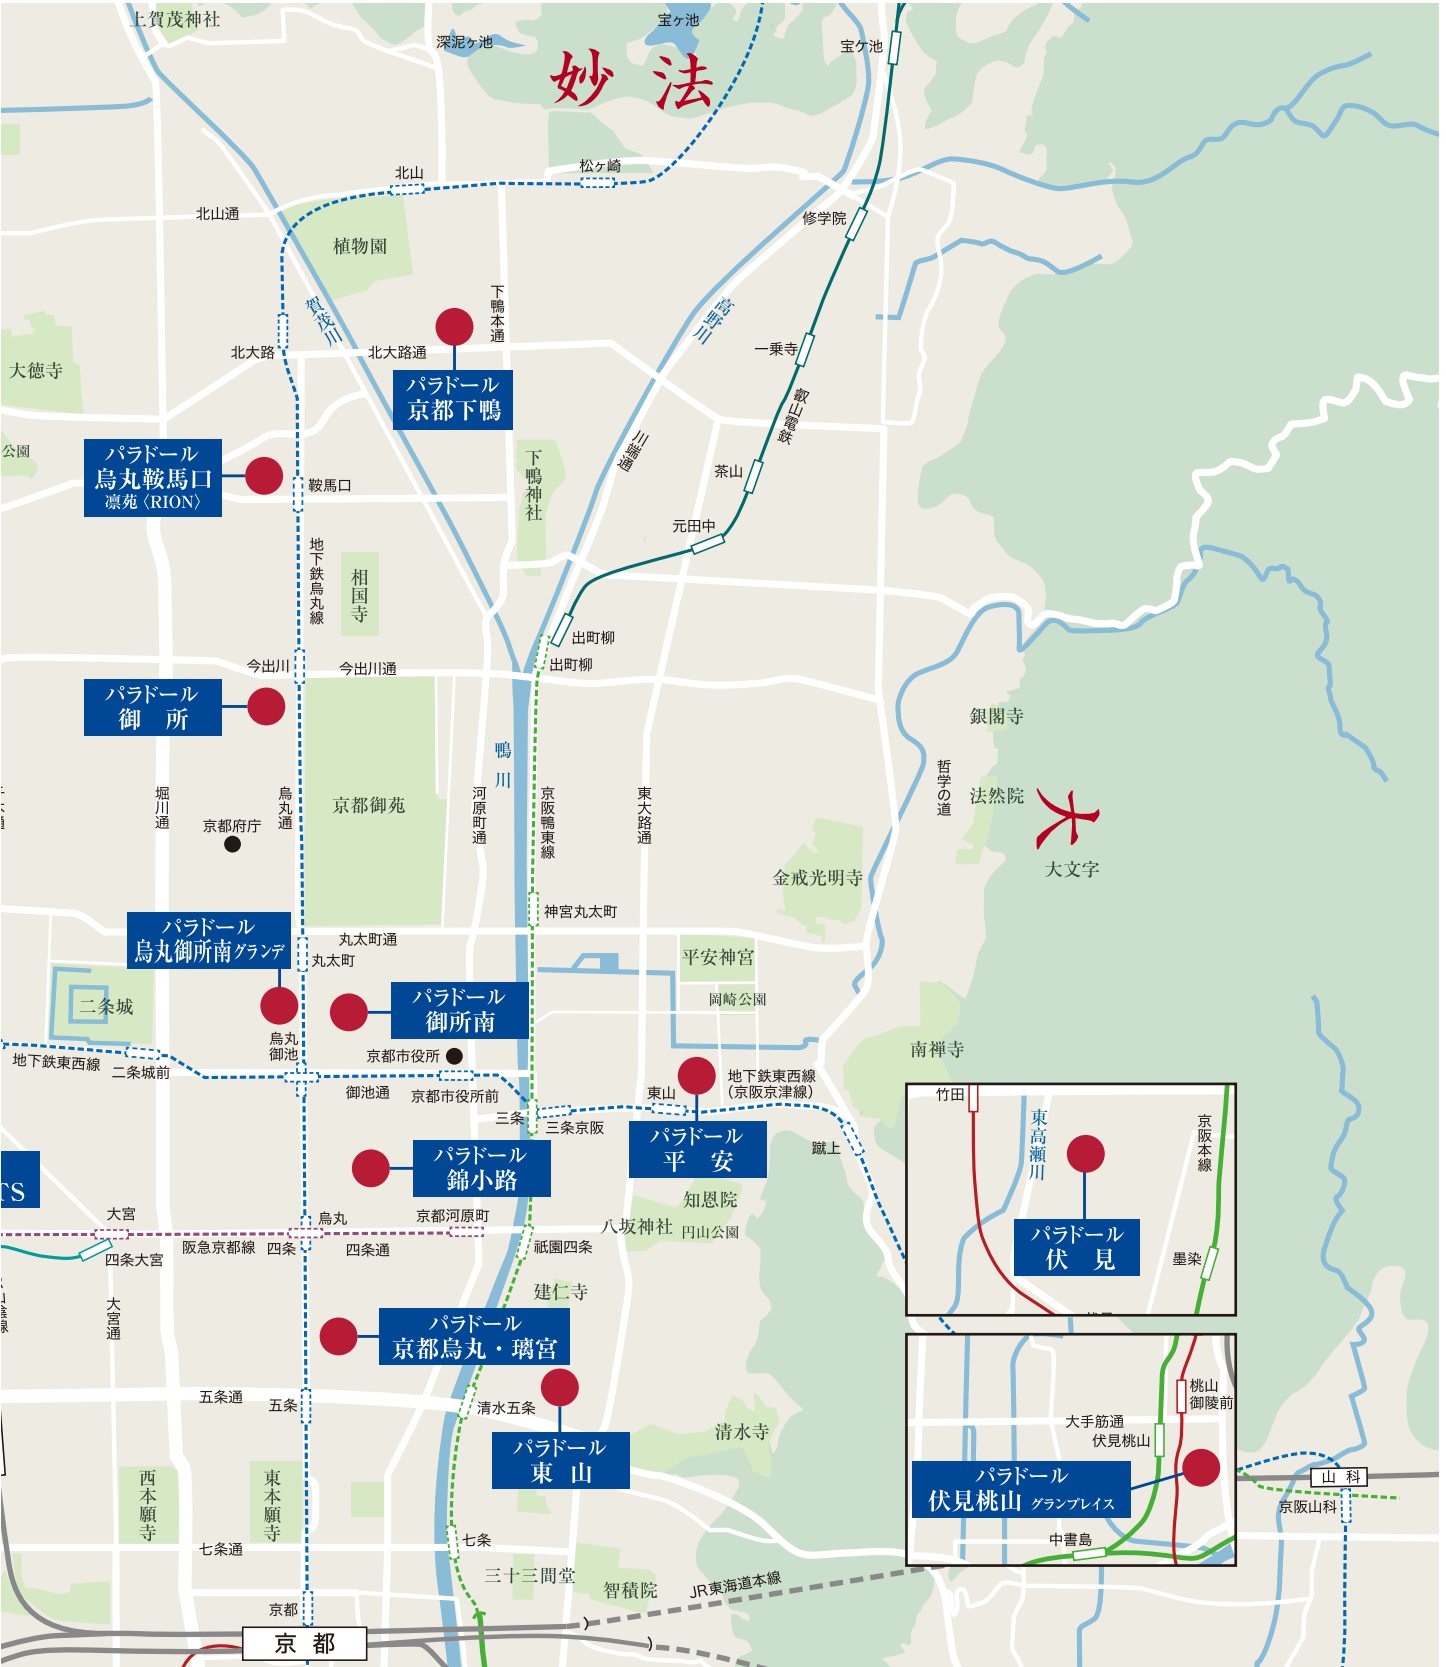 上賀茂神社
深泥ヶ池
宝ヶ池
宝ケ池
妙 法
北山
松ヶ崎
北山通
植物園
修学院
賀茂川
下鴨本通
高野川
一乗寺
北大路
北大路通
大徳寺
パラドール
京都下鴨
叡山電鉄
公園
パラドール
烏丸鞍馬口
凛苑〈RION〉
鞍馬口
下鴨神社
川端通
茶山
元田中
地下鉄烏丸線
相国寺
出町柳
出町柳
今出川
今出川通
パラドール
御 所
銀閣寺
鴨川
哲学の道
法然院
堀川通
烏丸通
京都御苑
河原町通
京阪鴨東線
東大路通
京都府庁
大
大文字
金戒光明寺
神宮丸太町
パラドール
烏丸御所南グランデ
丸太町通
丸太町
平安神宮
岡崎公園
二条城
パラドール
御所南
南禅寺
烏丸
御池
京都市役所
地下鉄東西線
二条城前
御池通
京都市役所前
東山
地下鉄東西線
(京阪京津線)
三条
三条京阪
パラドール
平 安
蹴上
竹田
東高瀬川
京阪本線
パラドール
錦小路
TS
知恩院
大宮
烏丸
京都河原町
八坂神社
円山公園
阪急京都線
四条
四条通
祇園四条
四条大宮
パラドール
伏 見
墨染
建仁寺
大宮通
パラドール
京都烏丸・璃宮
五条通
五条
清水五条
清水寺
パラドール
東 山
桃山
御陵前
大手筋通
伏見桃山
パラドール
伏見桃山 グランプレイス
中書島
山 科
京阪山科
西本願寺
東本願寺
七条通
七条
三十三間堂
智積院
JR東海道本線
京都
京 都